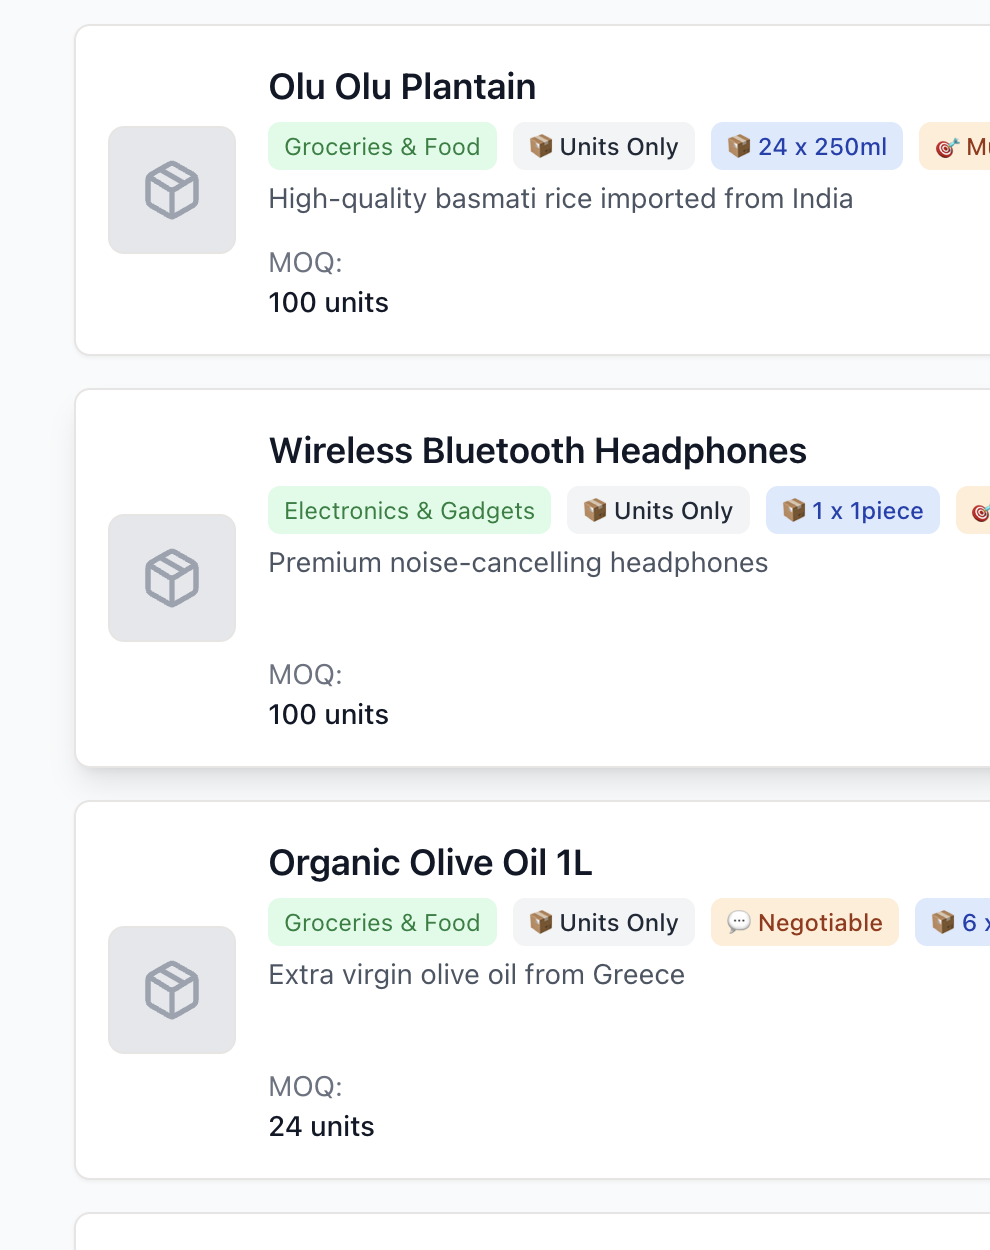 Olu Olu Plantain
Groceries & Food 📦 Units Only 📦 24 x 250ml 🎯
High-quality basmati rice imported from India
MOQ:
100 units
Wireless Bluetooth Headphones
Electronics & Gadgets 📦 Units Only 📦 1 x 1piece 🎯
Premium noise-cancelling headphones
MOQ:
100 units
Organic Olive Oil 1L
Groceries & Food 📦 Units Only 💬 Negotiable 📦 6 x
Extra virgin olive oil from Greece
MOQ:
24 units